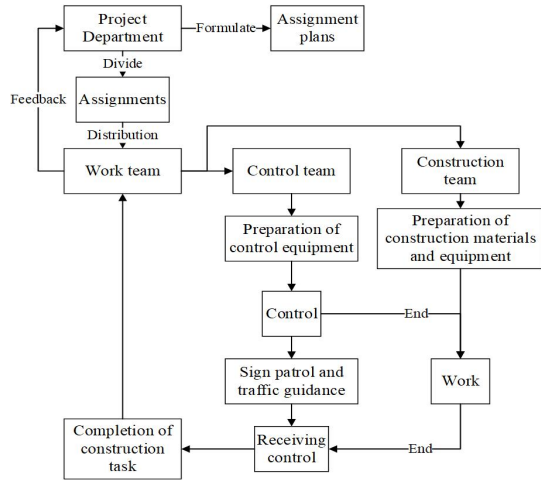 Project
Department
Formulate
Assignment
plans
Divide
Feedback
Assignments
Distribution
Work team
Control team
Construction
team
Preparation of
control equipment
Preparation of
construction materials
and equipment
Control
End
Sign patrol and
traffic guidance
Work
Completion of
construction
task
Receiving
control
End